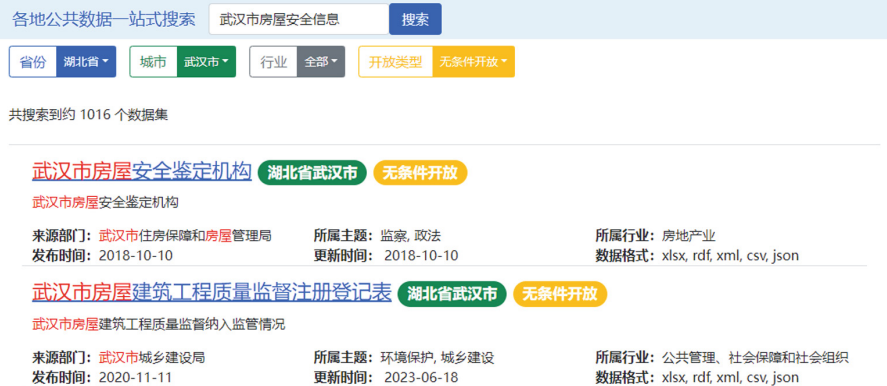 各地公共数据一站式搜索 武汉市房屋安全信息 搜索
省份 湖北省 城市 武汉市 行业 全部 开放类型 无条件开放
共搜索到约 1016 个数据集
武汉市房屋安全鉴定机构 湖北省武汉市 无条件开放
武汉市房屋安全鉴定机构
来源部门：武汉市住房保障和房屋管理局 所属主题：监察, 政法 所属行业：房地产业
发布时间：2018-10-10 更新时间： 2018-10-10 数据格式：xlsx, rdf, xml, csv, json
武汉市房屋建筑工程质量监督注册登记表 湖北省武汉市 无条件开放
武汉市房屋建筑工程质量监督纳入监管情况
来源部门：武汉市城乡建设局 所属主题：环境保护, 城乡建设 所属行业：公共管理、社会保障和社会组织
发布时间：2020-11-11 更新时间： 2023-06-18 数据格式：xlsx, rdf, xml, csv, json